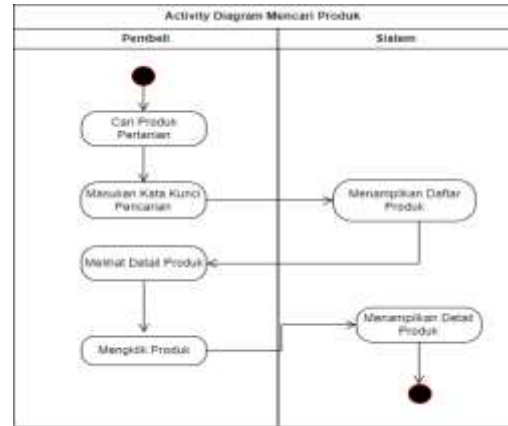 Activity Diagram Mencari Produk
Pembeli
Sistem
Cari Produk
Pertanian
Masukan Kata Kunci
Pencarian
Menampilkan Daftar
Produk
Melihat Detail Produk
Mengklik Produk
Menampilkan Detail
Produk